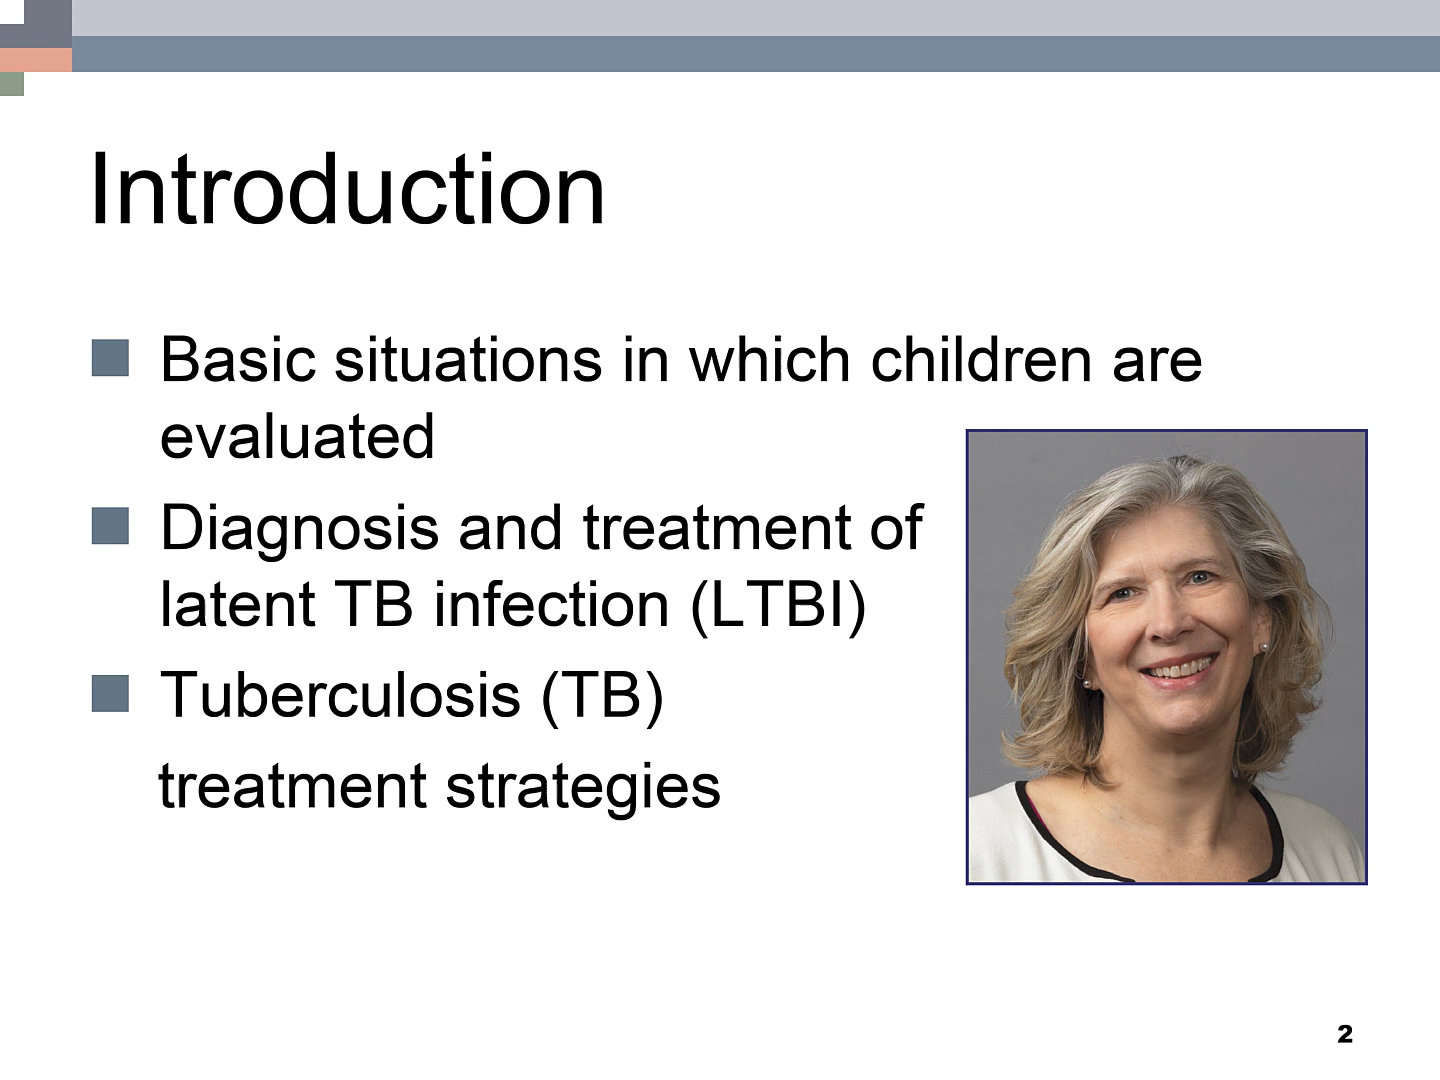 Introduction
Basic situations in which children are
evaluated
Diagnosis and treatment of
latent TB infection (LTBI)
Tuberculosis (TB)
treatment strategies
2